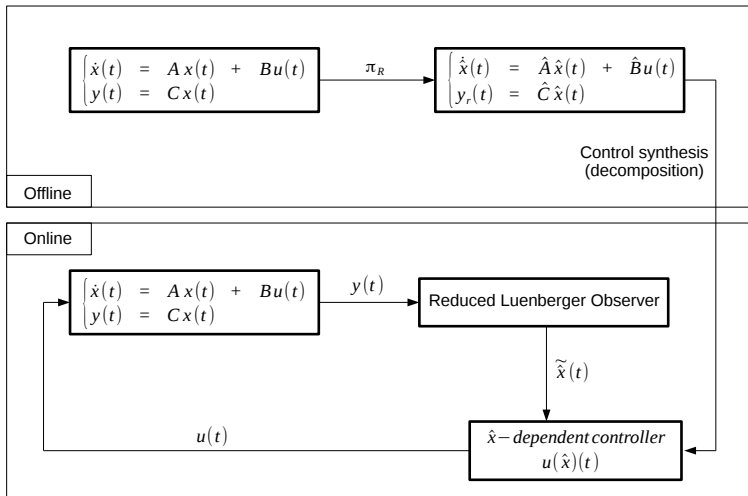 ẋ(t) = A x(t) + Bu(t)
y(t) = C x(t)
π_R
x̂̇(t) = Â x̂(t) + B̂u(t)
y_r(t) = Ĉ x̂(t)
Control synthesis
(decomposition)
Offline
Online
ẋ(t) = A x(t) + Bu(t)
y(t) = C x(t)
y(t)
Reduced Luenberger Observer
x̂̃(t)
u(t)
x̂ – dependent controller
u(x̂)(t)